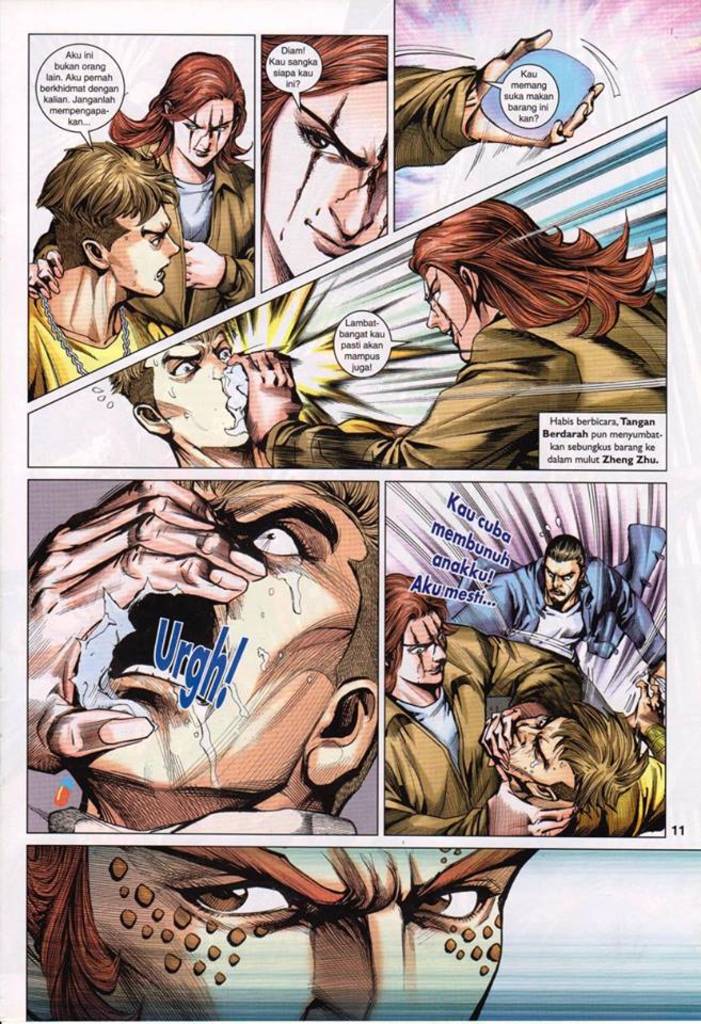 Aku ini
bukan orang
lain. Aku pernah
berkhidmat dengan
kalian. Janganlah
mempengapa-
kan...
Diam!
Kau sangka
siapa kau
ini?
Kau
memang
suka makan
barang ini
kan?
Lambat-
bangat kau
pasti akan
mampus
juga!
Habis berbicara, Tangan
Berdarah pun menyumbat-
kan sebungkus barang ke
dalam mulut Zheng Zhu.
Urgh!
Kau cuba
membunuh
anakku!
Aku mesti...
11